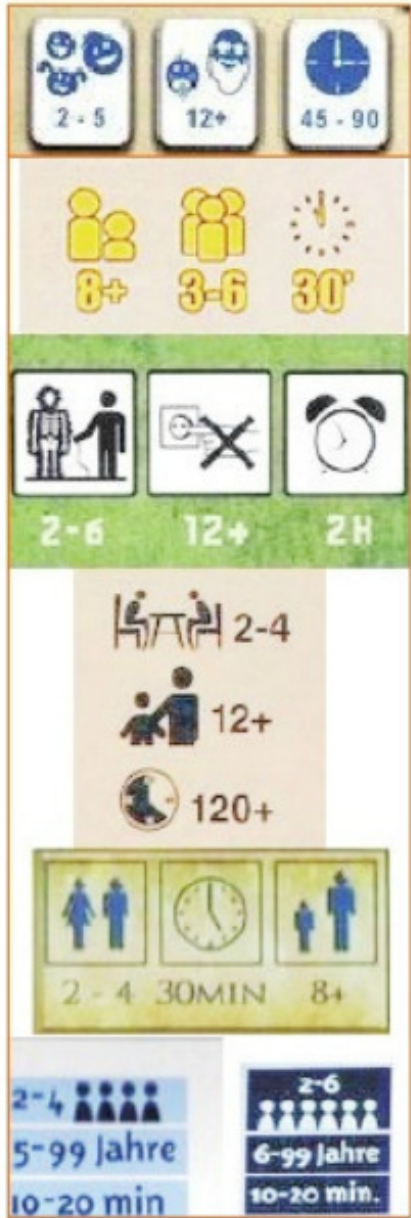 2 - 5 12+ 45 - 90
8+ 3-6 30'
2-6 12+ 2H
2-4
12+
120+
2 - 4 30MIN 8+
2-4
5-99 Jahre
10-20 min
2-6
6-99 Jahre
10-20 min.